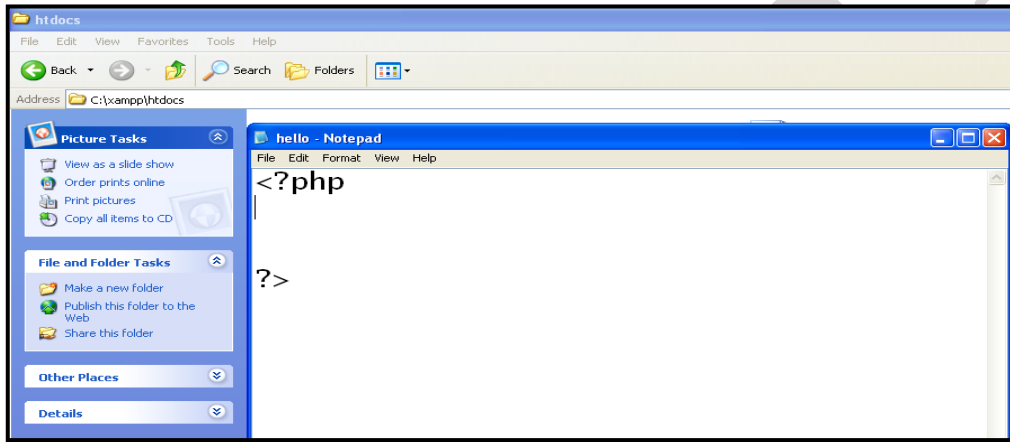 htdocs
File Edit View Favorites Tools Help
Back Search Folders
Address C:\xampp\htdocs
Picture Tasks
View as a slide show
Order prints online
Print pictures
Copy all items to CD
File and Folder Tasks
Make a new folder
Publish this folder to the
Web
Share this folder
Other Places
Details
hello - Notepad
File Edit Format View Help
<?php
?>